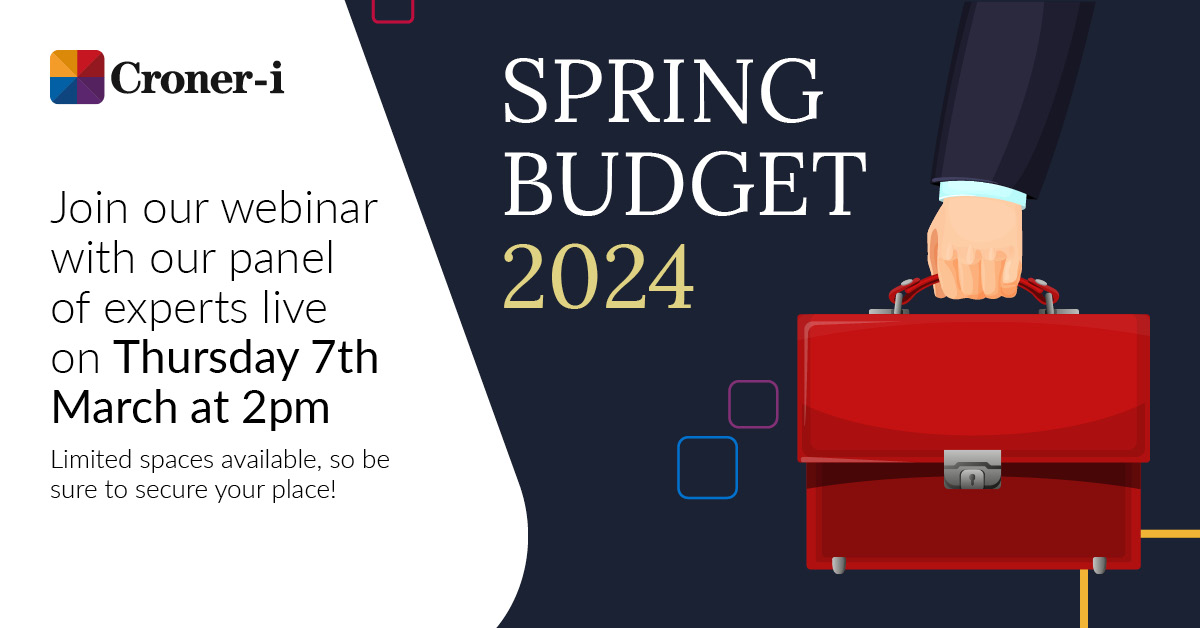 Croner-i
Join our webinar
with our panel
of experts live
on Thursday 7th
March at 2pm
Limited spaces available, so be
sure to secure your place!
SPRING
BUDGET
2024